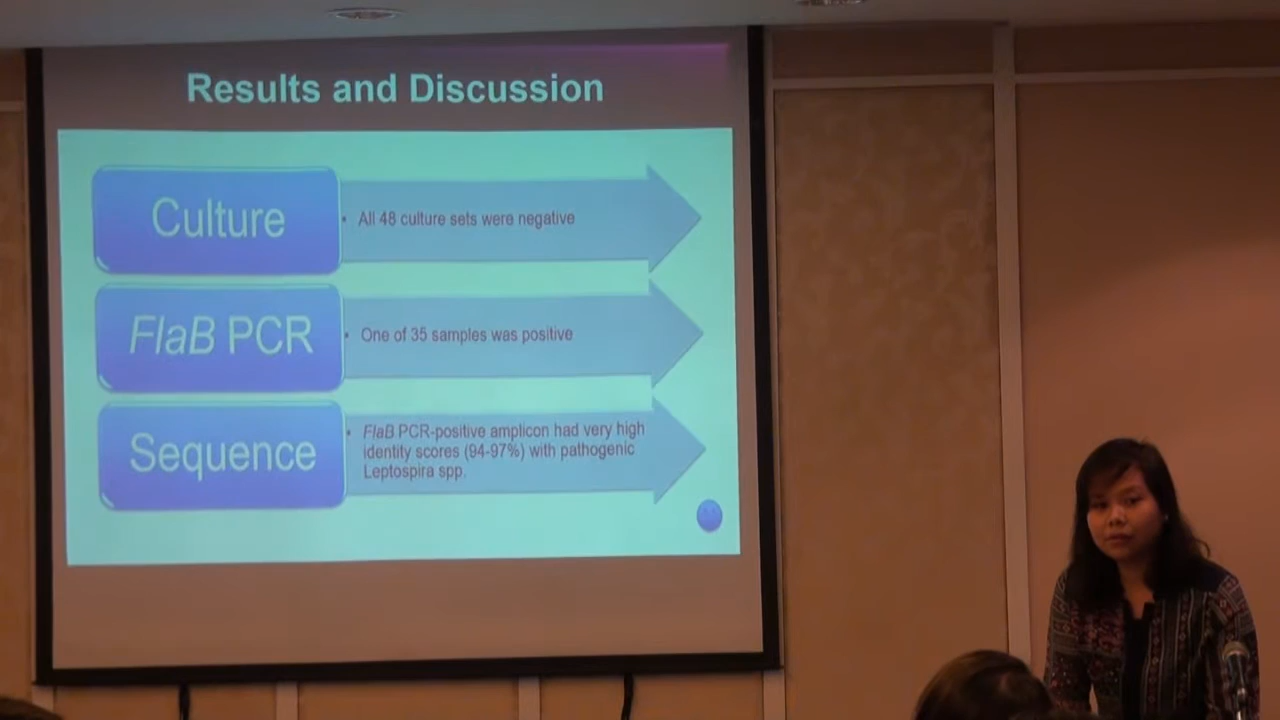 Results and Discussion
Culture
• All 48 culture sets were negative
FlaB PCR
• One of 35 samples was positive
Sequence
• FlaB PCR-positive amplicon had very high
identity scores (94-97%) with pathogenic
Leptospira spp.